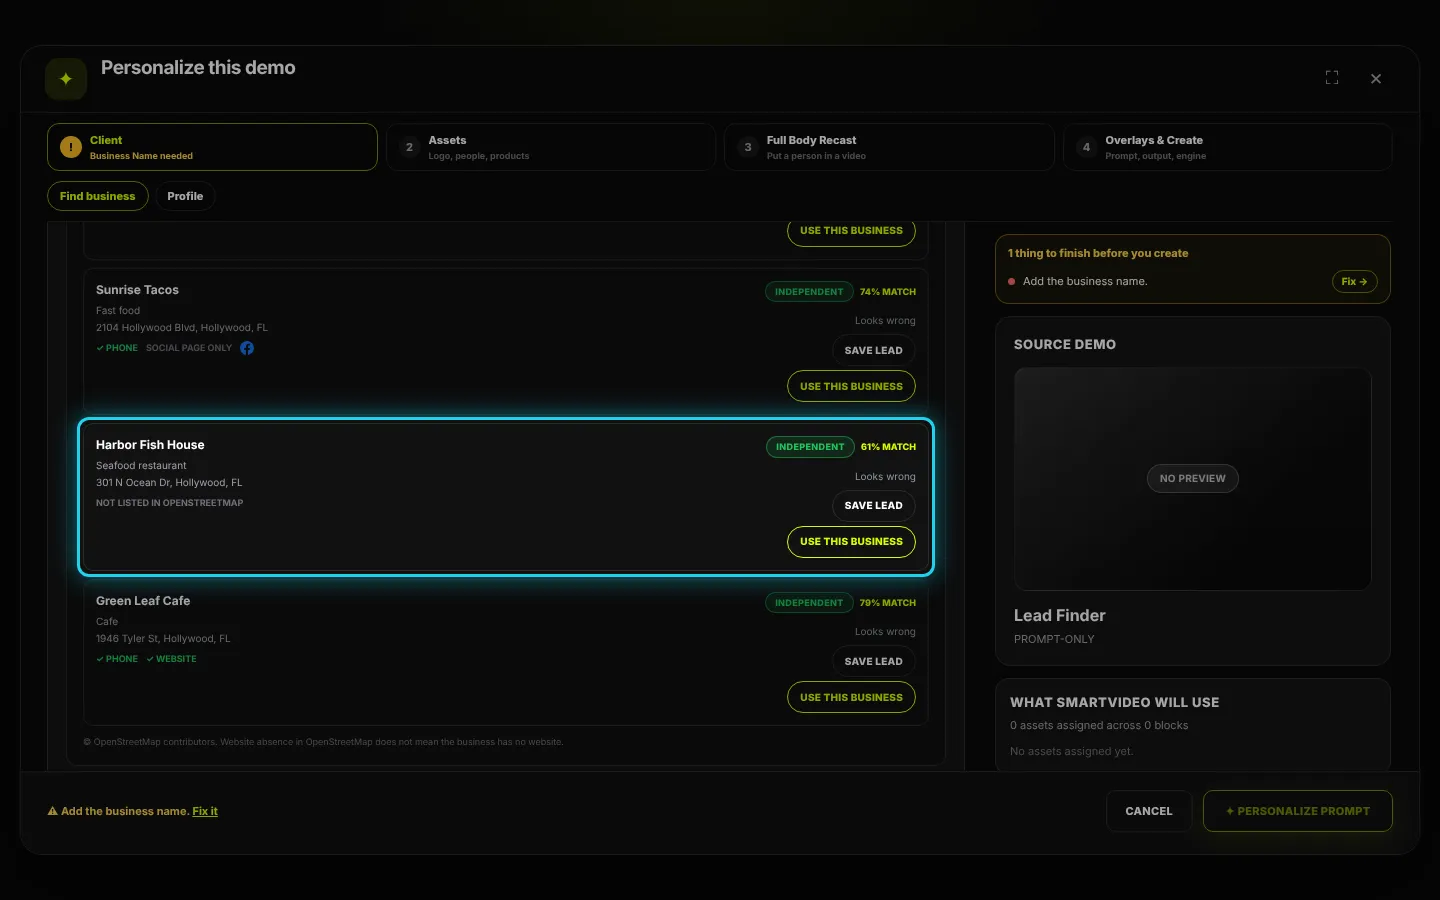 Personalize this demo
!
Client
Business Name needed
2
Assets
Logo, people, products
3
Full Body Recast
Put a person in a video
4
Overlays & Create
Prompt, output, engine
Find business
Profile
USE THIS BUSINESS
Sunrise Tacos
Fast food
2104 Hollywood Blvd, Hollywood, FL
✓ PHONE SOCIAL PAGE ONLY
INDEPENDENT 74% MATCH
Looks wrong
SAVE LEAD
USE THIS BUSINESS
Harbor Fish House
Seafood restaurant
301 N Ocean Dr, Hollywood, FL
NOT LISTED IN OPENSTREETMAP
INDEPENDENT 61% MATCH
Looks wrong
SAVE LEAD
USE THIS BUSINESS
Green Leaf Cafe
Cafe
1946 Tyler St, Hollywood, FL
✓ PHONE ✓ WEBSITE
INDEPENDENT 79% MATCH
Looks wrong
SAVE LEAD
USE THIS BUSINESS
© OpenStreetMap contributors. Website absence in OpenStreetMap does not mean the business has no website.
1 thing to finish before you create
Add the business name.
Fix →
SOURCE DEMO
NO PREVIEW
Lead Finder
PROMPT-ONLY
WHAT SMARTVIDEO WILL USE
0 assets assigned across 0 blocks
No assets assigned yet.
⚠ Add the business name. Fix it
CANCEL
✦ PERSONALIZE PROMPT